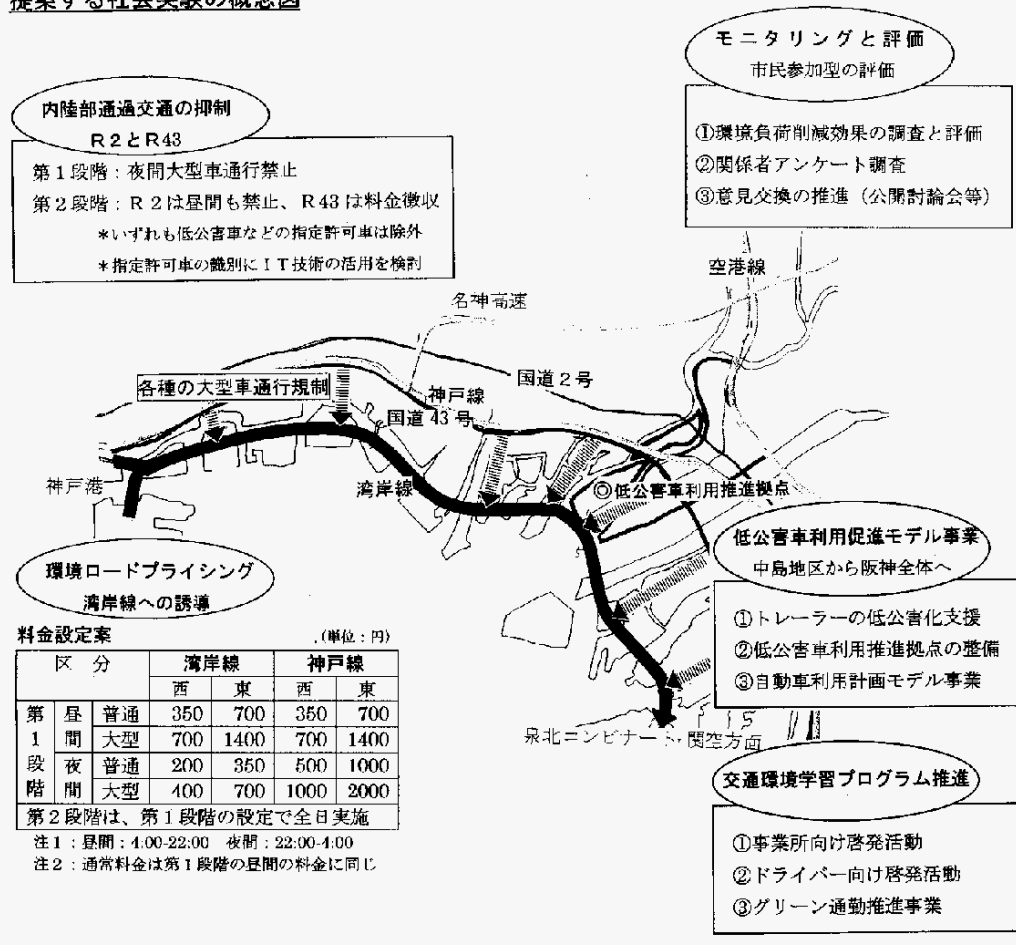 提案する社会実験の概念図
モニタリングと評価
市民参加型の評価
①環境負荷削減効果の調査と評価
②関係者アンケート調査
③意見交換の推進（公開討論会等）
内陸部通過交通の抑制
R2とR43
第1段階：夜間大型車通行禁止
第2段階：R2は昼間も禁止、R43は料金徴収
＊いずれも低公害車などの指定許可車は除外
＊指定許可車の識別にIT技術の活用を検討
空港線
名神高速
国道2号
各種の大型車通行規制
神戸線
国道43号
神戸港
湾岸線
◎低公害車利用推進拠点
低公害車利用促進モデル事業
中島地区から阪神全体へ
①トレーラーの低公害化支援
②低公害車利用推進拠点の整備
③自動車利用計画モデル事業
泉北コンビナート・関空方面
環境ロードプライシング
湾岸線への誘導
料金設定案 （単位：円）
区 分 湾岸線 神戸線
西 東 西 東
第1段階 昼間 普通 350 700 350 700
大型 700 1400 700 1400
夜間 普通 200 350 500 1000
大型 400 700 1000 2000
第2段階は、第1段階の設定で全日実施
注1：昼間：4:00-22:00 夜間：22:00-4:00
注2：通常料金は第1段階の昼間の料金に同じ
交通環境学習プログラム推進
①事業所向け啓発活動
②ドライバー向け啓発活動
③グリーン通勤推進事業